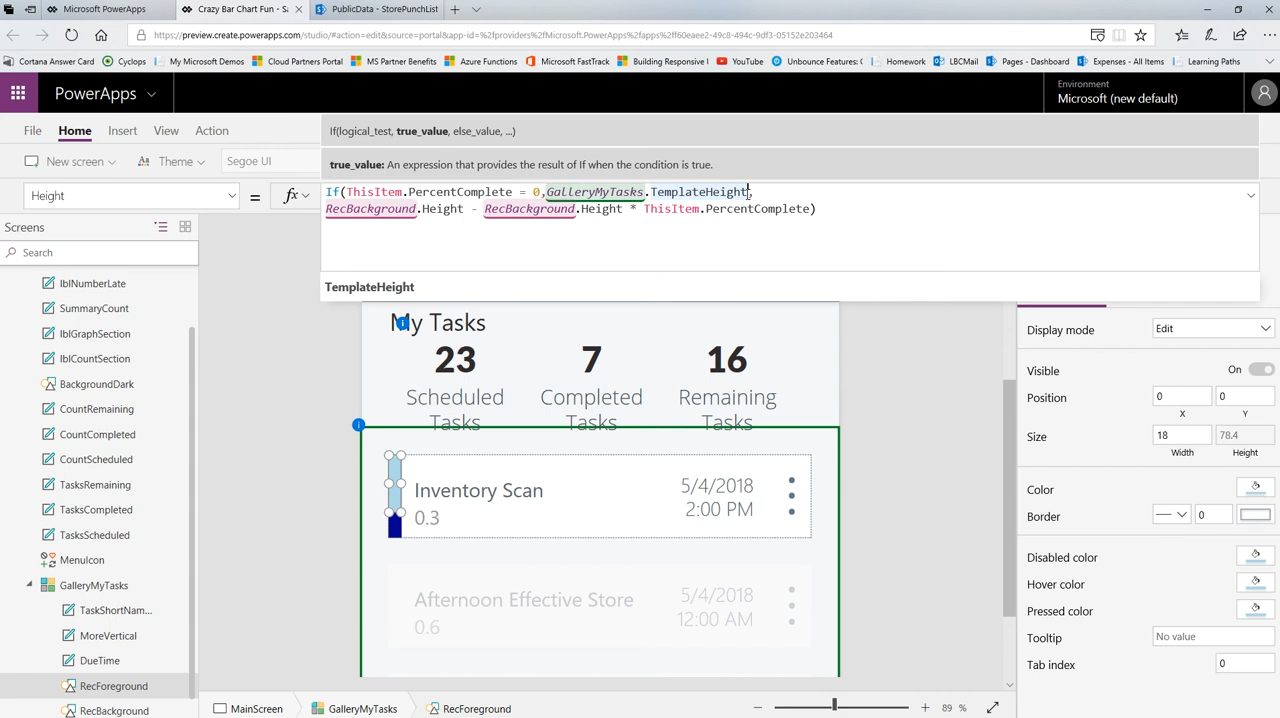 Microsoft PowerApps
Crazy Bar Chart Fun - Sa
PublicData - StorePunchList
https://preview.create.powerapps.com/studio/#action=edit&source=portal&app-id=%2fproviders%2fMicrosoft.PowerApps%2fapps%2ff60eaee2-49c8-494c-9df3-05152e203464
Cortana Answer Card
Cyclops
My Microsoft Demos
Cloud Partners Portal
MS Partner Benefits
Azure Functions
Microsoft FastTrack
Building Responsive I
YouTube
Unbounce Features: C
Homework
LBCMail
Pages - Dashboard
Expenses - All Items
Learning Paths
PowerApps
Environment
Microsoft (new default)
File Home Insert View Action
If(logical_test, true_value, else_value, ...)
New screen Theme Segoe UI
true_value: An expression that provides the result of If when the condition is true.
Height = fx
If(ThisItem.PercentComplete = 0,GalleryMyTasks.TemplateHeight,
RecBackground.Height - RecBackground.Height * ThisItem.PercentComplete)
TemplateHeight
Screens
Search
lblNumberLate
SummaryCount
lblGraphSection
lblCountSection
BackgroundDark
CountRemaining
CountCompleted
CountScheduled
TasksRemaining
TasksCompleted
TasksScheduled
MenuIcon
GalleryMyTasks
TaskShortNam...
MoreVertical
DueTime
RecForeground
RecBackground
My Tasks
23 7 16
Scheduled Completed Remaining
Tasks Tasks Tasks
Inventory Scan 5/4/2018
0.3 2:00 PM
Afternoon Effective Store 5/4/2018
0.6 12:00 AM
Display mode Edit
Visible On
Position 0 0
X Y
Size 18 78.4
Width Height
Color
Border 0
Disabled color
Hover color
Pressed color
Tooltip No value
Tab index 0
MainScreen GalleryMyTasks RecForeground
89 %